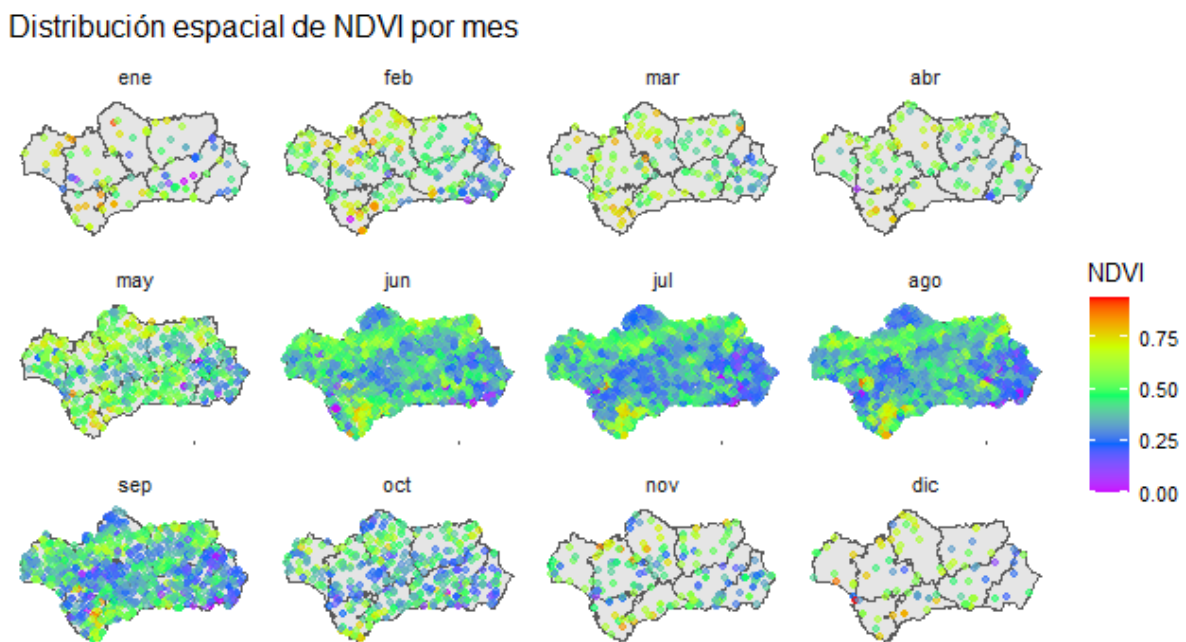 Distribución espacial de NDVI por mes
ene feb mar abr
may jun jul ago
NDVI
0.75
0.50
0.25
0.00
sep oct nov dic